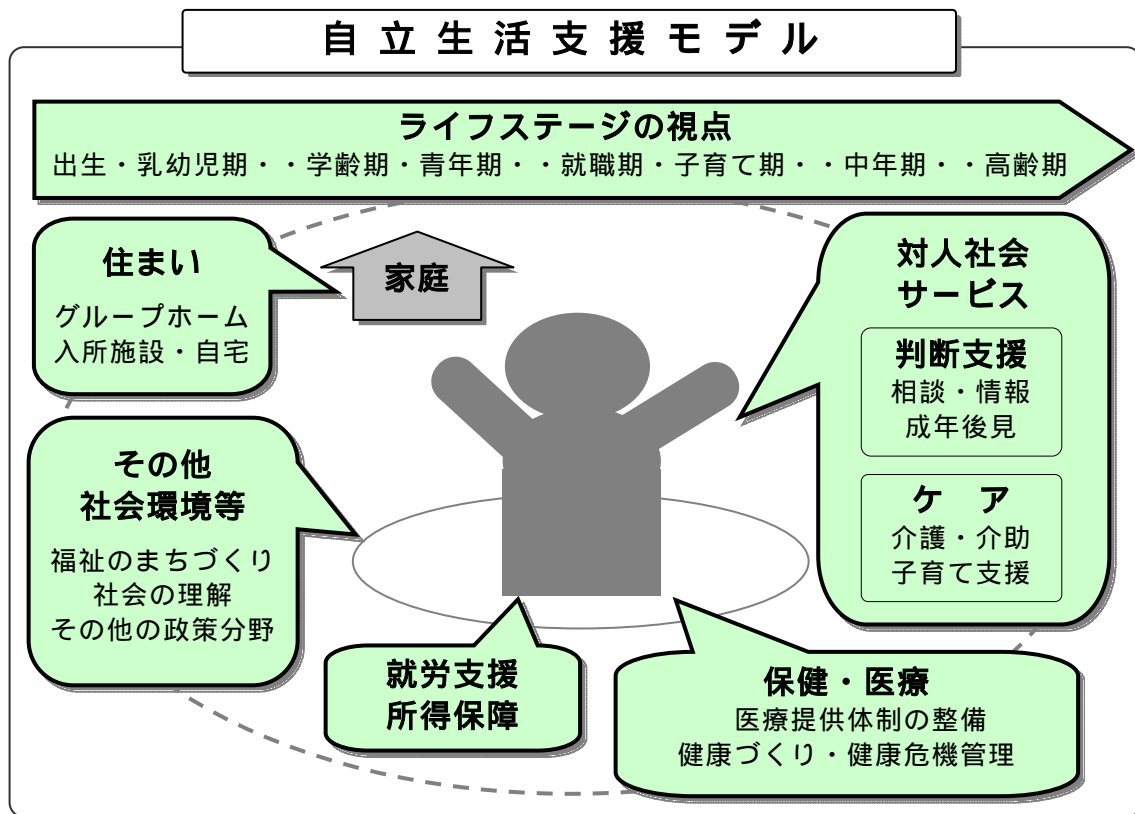 自立生活支援モデル
ライフステージの視点
出生・乳幼児期・・学齢期・青年期・・就職期・子育て期・・中年期・・高齢期
住まい
グループホーム
入所施設・自宅
家庭
対人社会
サービス
判断支援
相談・情報
成年後見
ケ ア
介護・介助
子育て支援
その他
社会環境等
福祉のまちづくり
社会の理解
その他の政策分野
就労支援
所得保障
保健・医療
医療提供体制の整備
健康づくり・健康危機管理